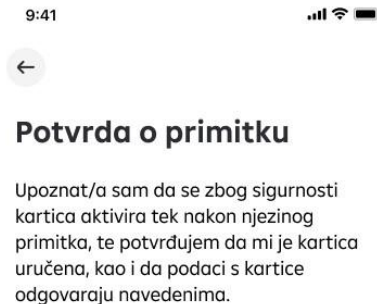 9:41
Potvrda o primitku
Upoznat/a sam da se zbog sigurnosti
kartica aktivira tek nakon njezinog
primitka, te potvrđujem da mi je kartica
uručena, kao i da podaci s kartice
odgovaraju navedenima.